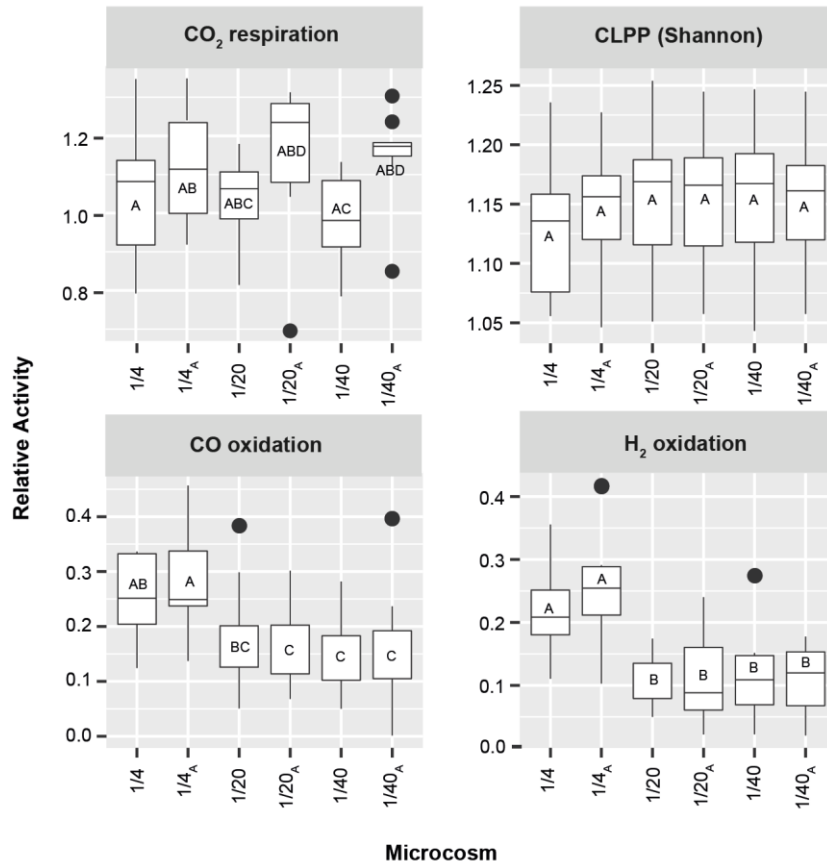 CO₂ respiration
CLPP (Shannon)
1.2
1.0
0.8
A
AB
ABC
ABD
AC
ABD
1/4
1/4A
1/20
1/20A
1/40
1/40A
1.25
1.20
1.15
1.10
1.05
A
A
A
A
A
A
1/4
1/4A
1/20
1/20A
1/40
1/40A
Relative Activity
CO oxidation
H₂ oxidation
0.4
0.3
0.2
0.1
0.0
AB
A
BC
C
C
C
1/4
1/4A
1/20
1/20A
1/40
1/40A
0.4
0.3
0.2
0.1
0.0
A
A
B
B
B
B
1/4
1/4A
1/20
1/20A
1/40
1/40A
Microcosm